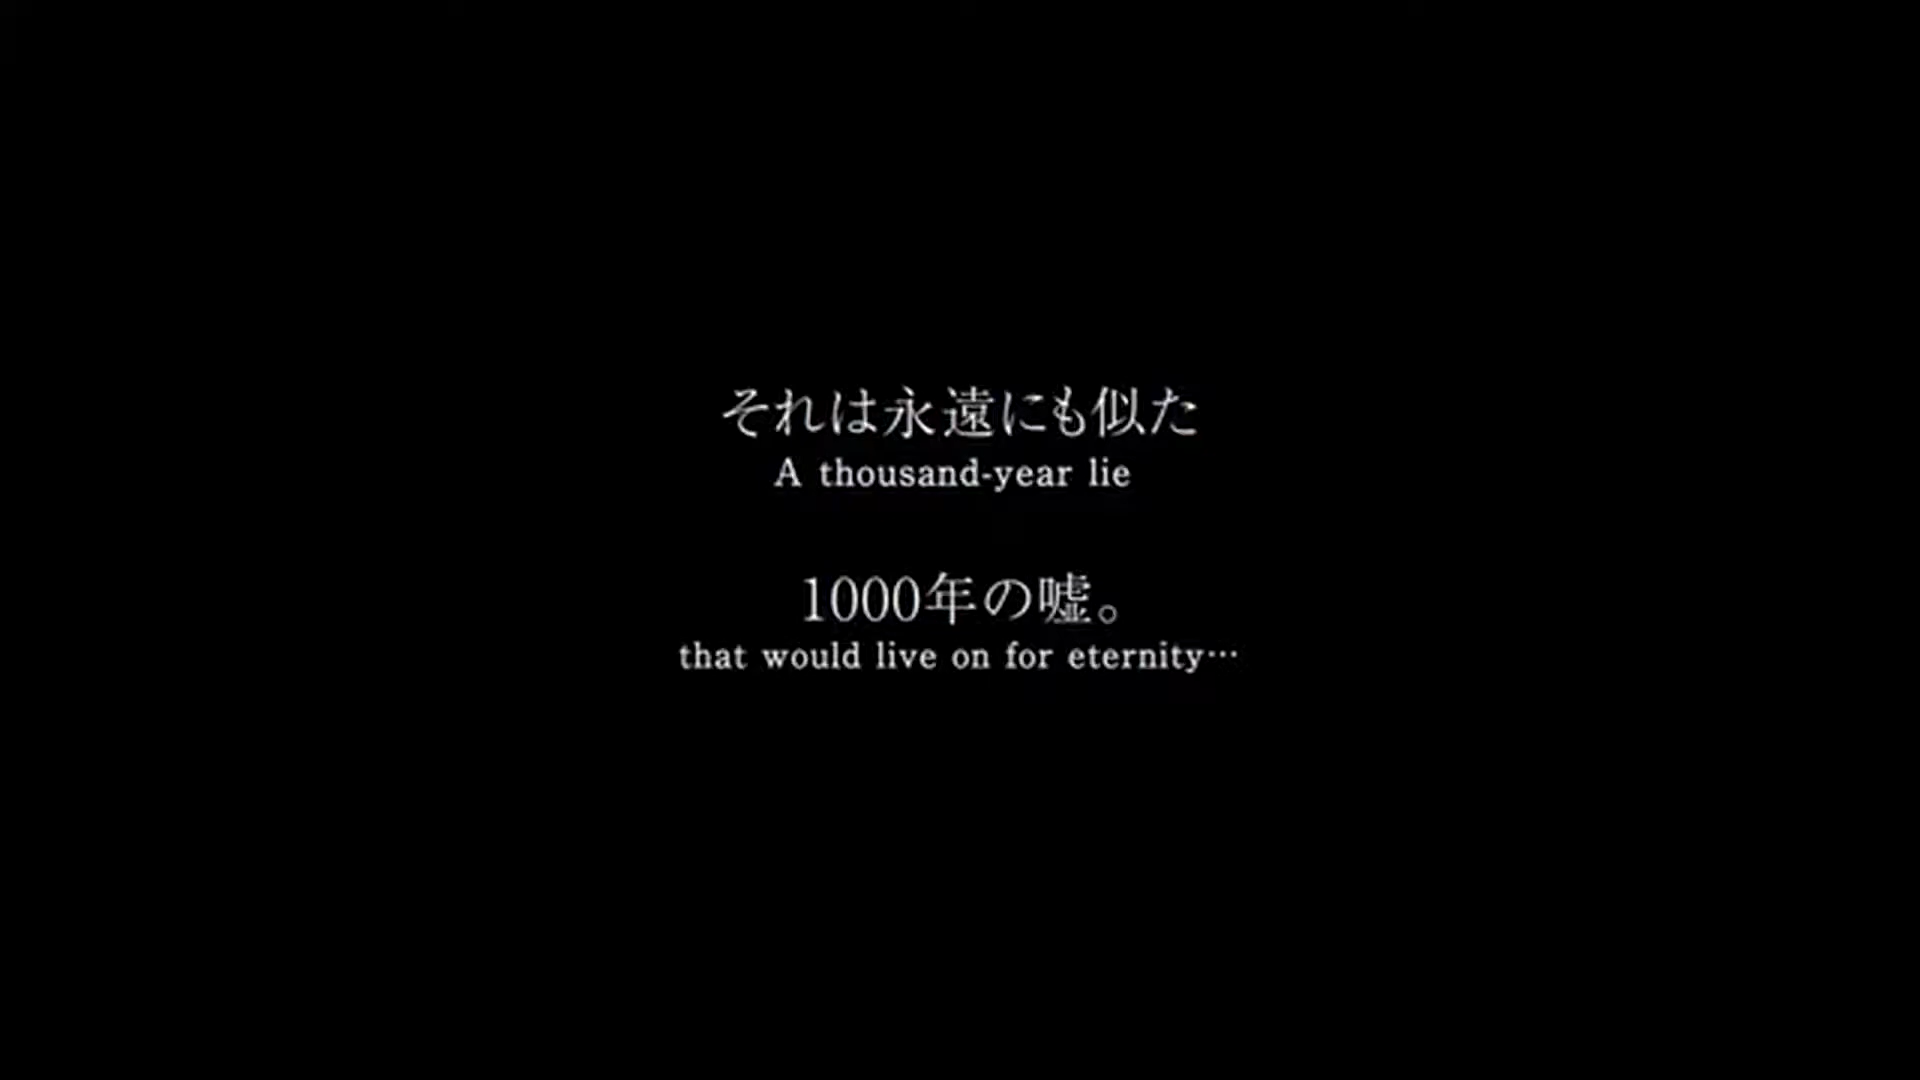 それは永遠にも似た
A thousand-year lie
1000年の嘘。
that would live on for eternity…